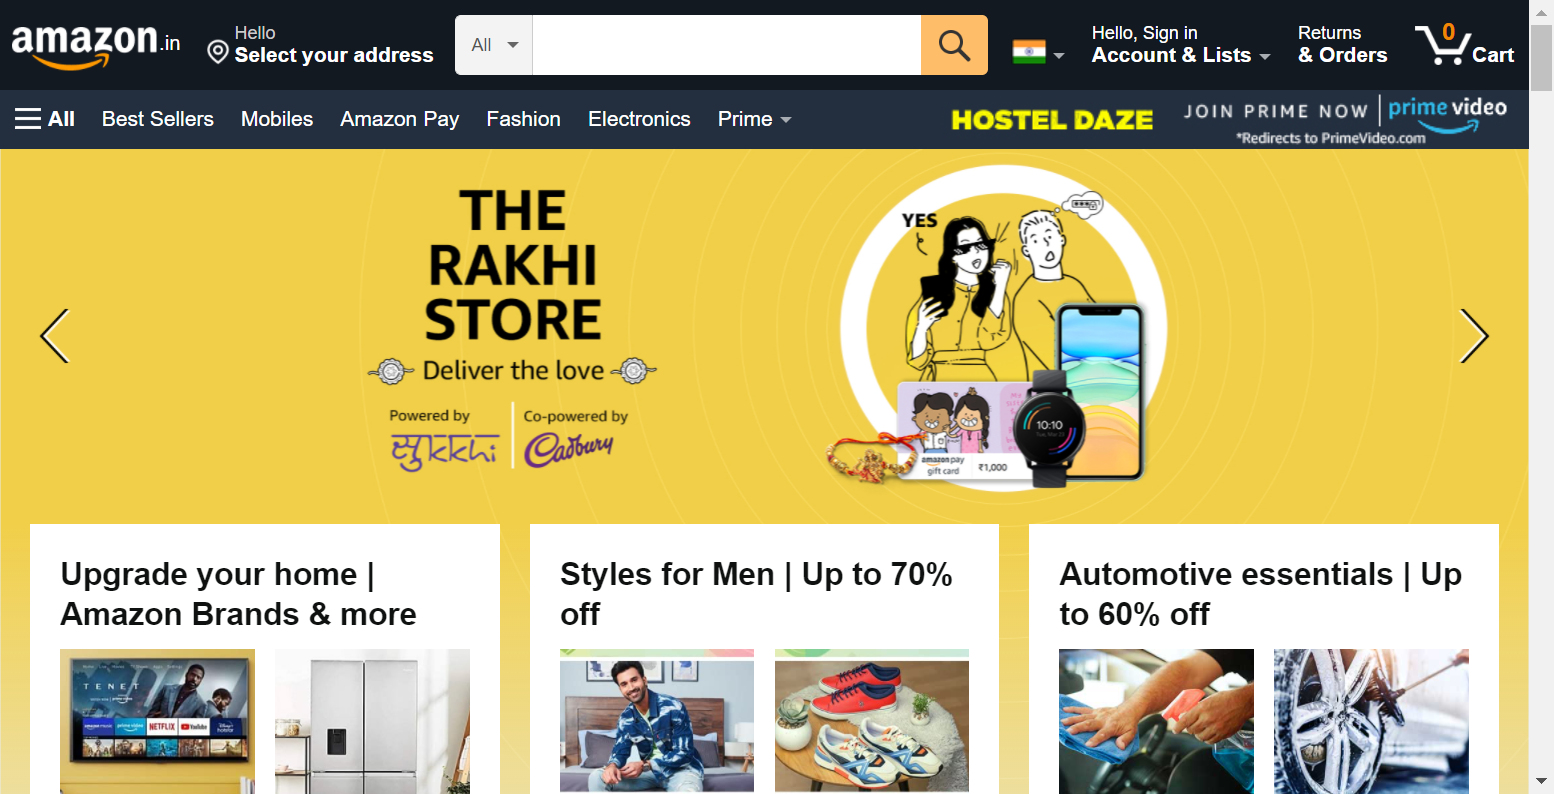 amazon.in
Hello
Select your address
All
Hello, Sign in
Account & Lists
Returns
& Orders
0
Cart
All
Best Sellers
Mobiles
Amazon Pay
Fashion
Electronics
Prime
HOSTEL DAZE
JOIN PRIME NOW
prime video
*Redirects to PrimeVideo.com
THE
RAKHI
STORE
Deliver the love
Powered by
सुkkhi
Co-powered by
Cadbury
YES
***
10:10
amazon pay
gift card
₹1,000
Upgrade your home |
Amazon Brands & more
Styles for Men | Up to 70%
off
Automotive essentials | Up
to 60% off
TENET
prime video
NETFLIX
YouTube